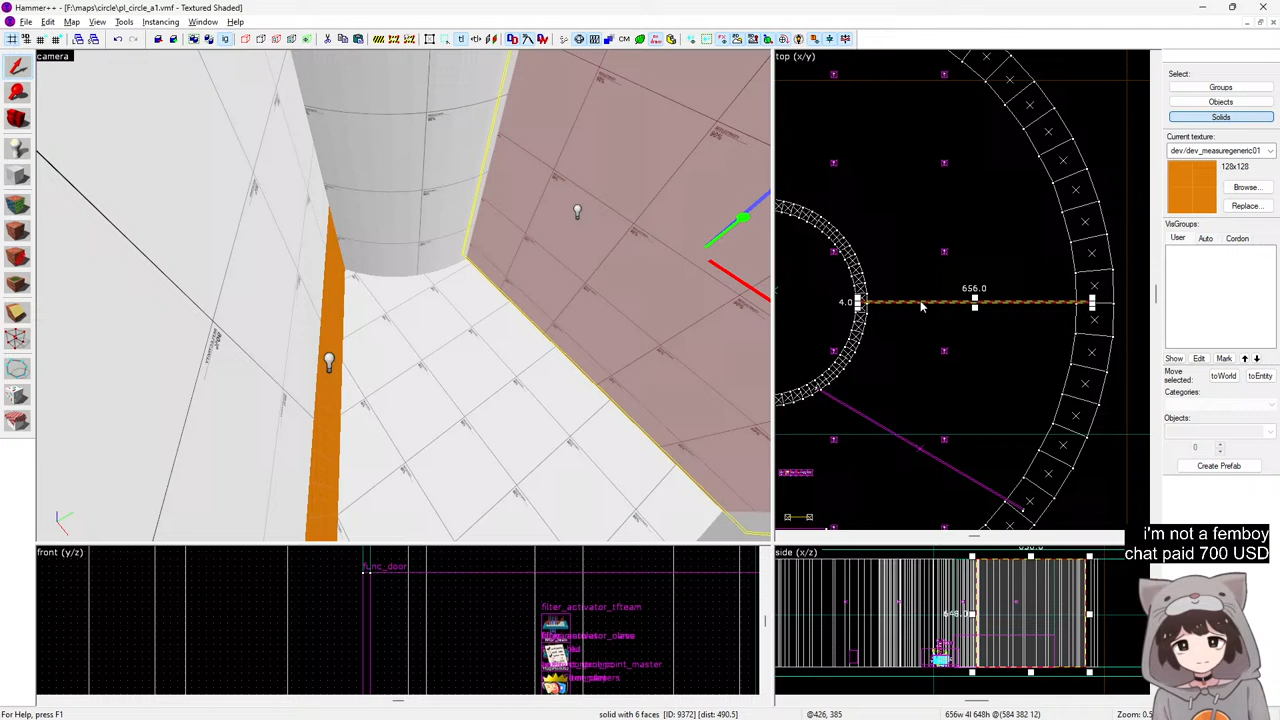 Hammer++ - [F:\maps\circle\pl_circle_a1.vmf - Textured Shaded]
File Edit Map View Tools Instancing Window Help
camera
top (x/y)
Select:
Groups
Objects
Solids
Current texture:
dev/dev_measuregeneric01
128x128
Browse...
Replace...
VisGroups:
User Auto Cordon
656.0
4.0
Show Edit Mark
Move selected:
toWorld toEntity
Categories:
Objects:
0
Create Prefab
i'm not a femboy
chat paid 700 USD
front (y/z)
func_door
filter_activator_tfteam
side (x/z)
648.0
For Help, press F1
solid with 6 faces [ID: 9372] [dist: 490.5]
@426, 385
656w 4l 648h @(584 382 12)